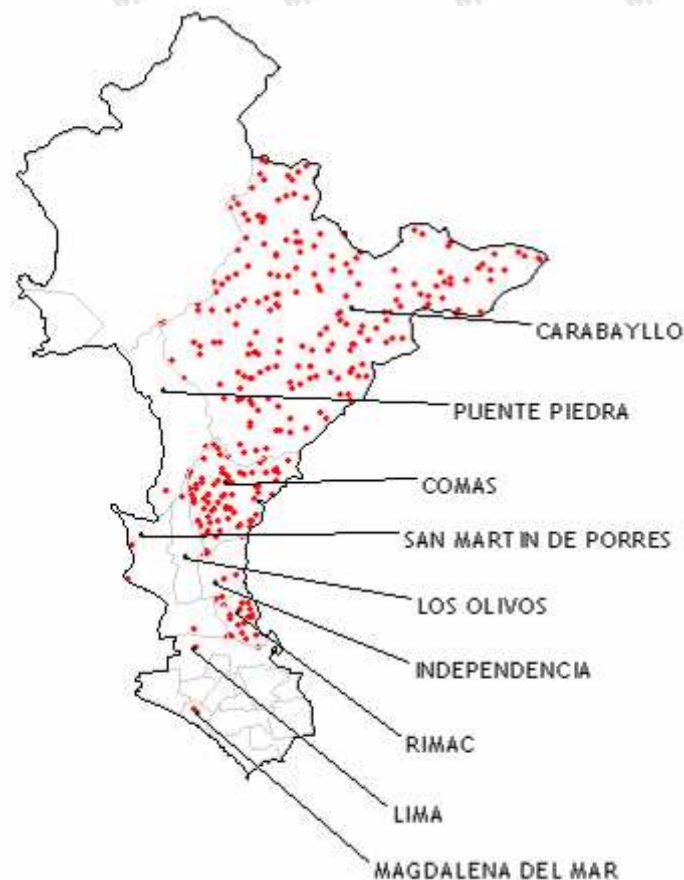 CARABAYLLO
PUENTE PIEDRA
COMAS
SAN MARTIN DE PORRES
LOS OLIVOS
INDEPENDENCIA
RIMAC
LIMA
MAGDALENA DEL MAR